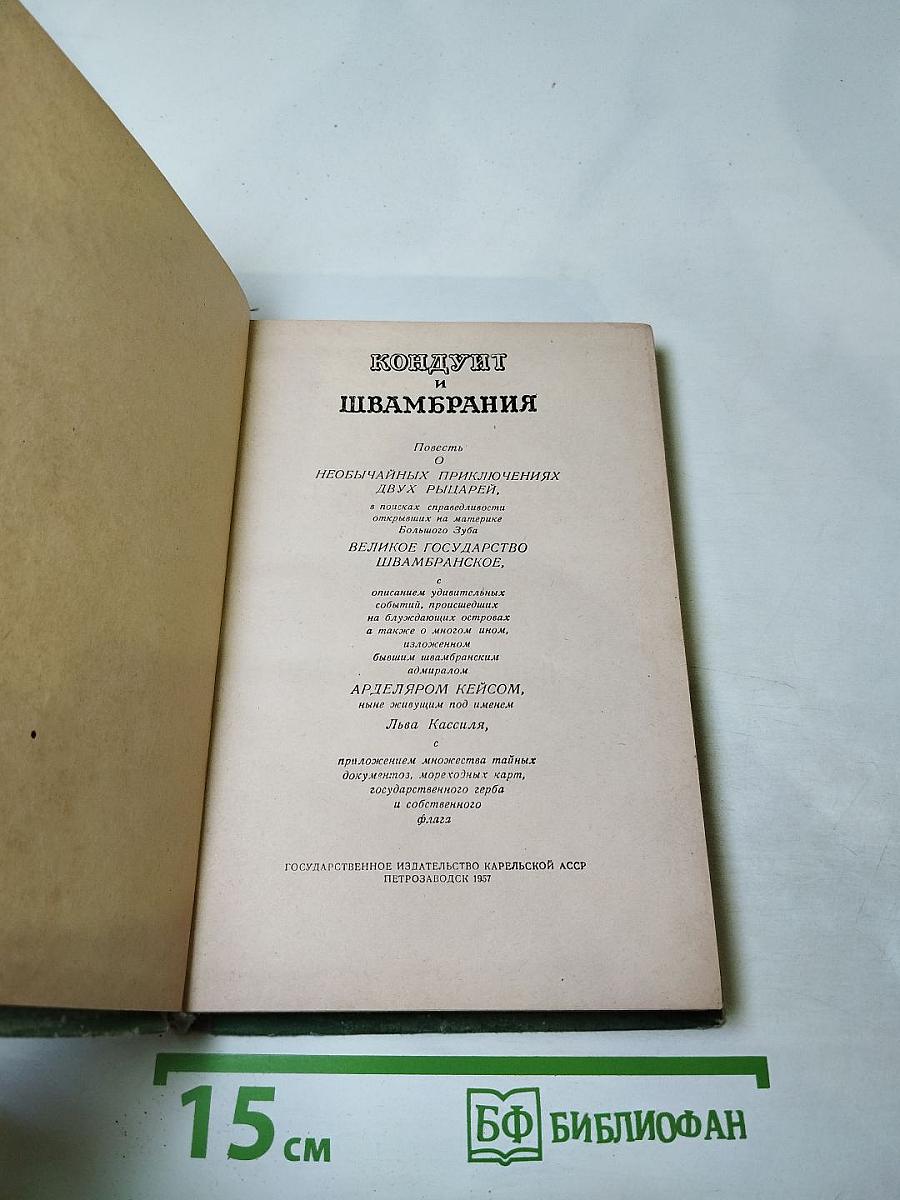 КОНДУИТ
и
ШВАМБРАНИЯ
Повесть
О
НЕОБЫЧАЙНЫХ ПРИКЛЮЧЕНИЯХ
ДВУХ РЫЦАРЕЙ,
в поисках справедливости
открывших на материке
Большого Зуба
ВЕЛИКОЕ ГОСУДАРСТВО
ШВАМБРАНСКОЕ,
с
описанием удивительных
событий, происшедших
на блуждающих островах
а также о многом ином,
изложенном
бывшим швамбранским
адмиралом
АРДЕЛЯРОМ КЕЙСОМ,
ныне живущим под именем
Льва Кассиля,
с
приложением множества тайных
документоз, мореходных карт,
государственного герба
и собственного
флага
ГОСУДАРСТВЕННОЕ ИЗДАТЕЛЬСТВО КАРЕЛЬСКОЙ АССР
ПЕТРОЗАВОДСК 1957
15 см
БФ БИБЛИОФАН